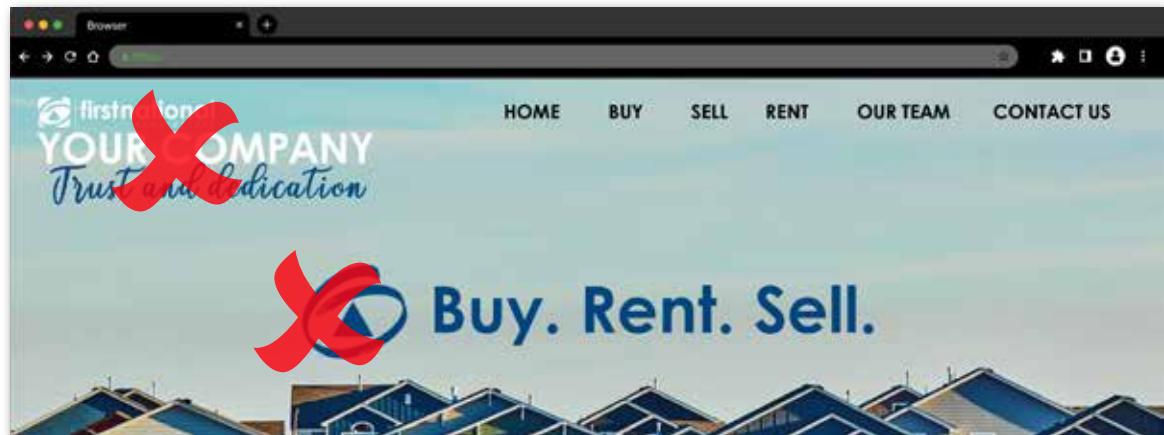 Browser
firstnational
YOUR COMPANY
Trust and dedication
HOME BUY SELL RENT OUR TEAM CONTACT US
Buy. Rent. Sell.